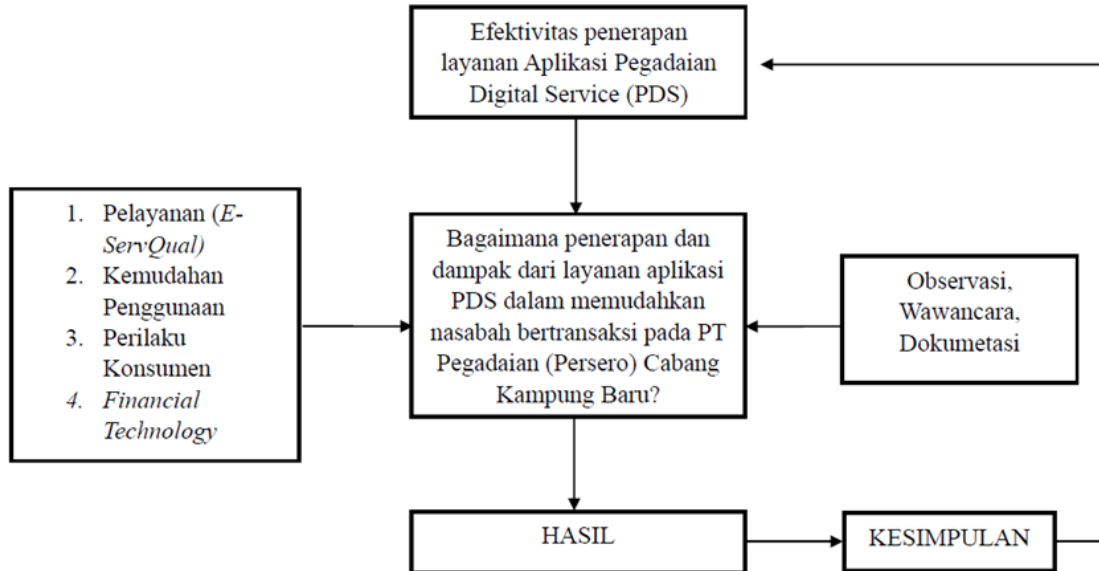 Efektivitas penerapan
layanan Aplikasi Pegadaian
Digital Service (PDS)
1. Pelayanan (E-
ServQual)
2. Kemudahan
Penggunaan
3. Perilaku
Konsumen
4. Financial
Technology
Bagaimana penerapan dan
dampak dari layanan aplikasi
PDS dalam memudahkan
nasabah bertransaksi pada PT
Pegadaian (Persero) Cabang
Kampung Baru?
Observasi,
Wawancara,
Dokumetasi
HASIL
KESIMPULAN